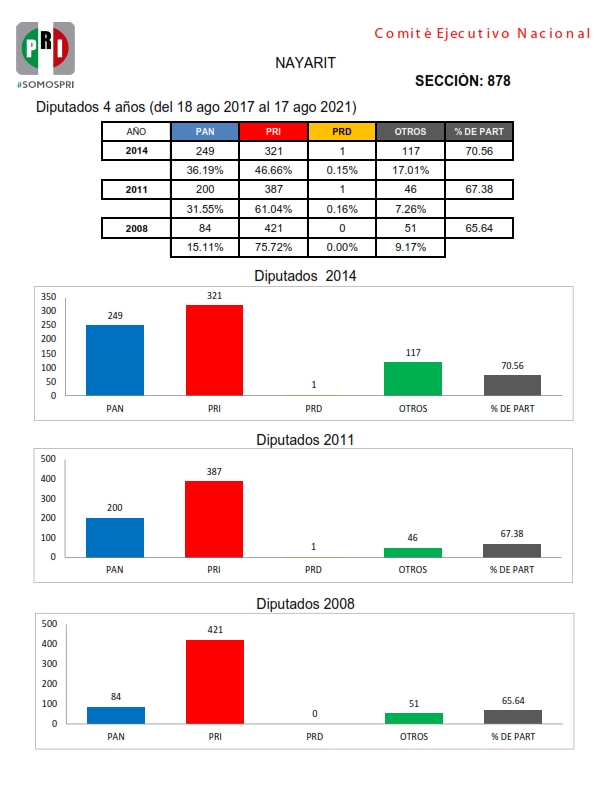 Comité Ejecutivo Nacional
PRI
#SOMOSPRI
NAYARIT
SECCIÓN: 878
Diputados 4 años (del 18 ago 2017 al 17 ago 2021)
AÑO PAN PRI PRD OTROS % DE PART
2014 249 321 1 117 70.56
36.19% 46.66% 0.15% 17.01%
2011 200 387 1 46 67.38
31.55% 61.04% 0.16% 7.26%
2008 84 421 0 51 65.64
15.11% 75.72% 0.00% 9.17%
Diputados 2014
350
300
250
200
150
100
50
0
249 321 1 117 70.56
PAN PRI PRD OTROS % DE PART
Diputados 2011
500
400
300
200
100
0
200 387 1 46 67.38
PAN PRI PRD OTROS % DE PART
Diputados 2008
500
400
300
200
100
0
84 421 0 51 65.64
PAN PRI PRD OTROS % DE PART